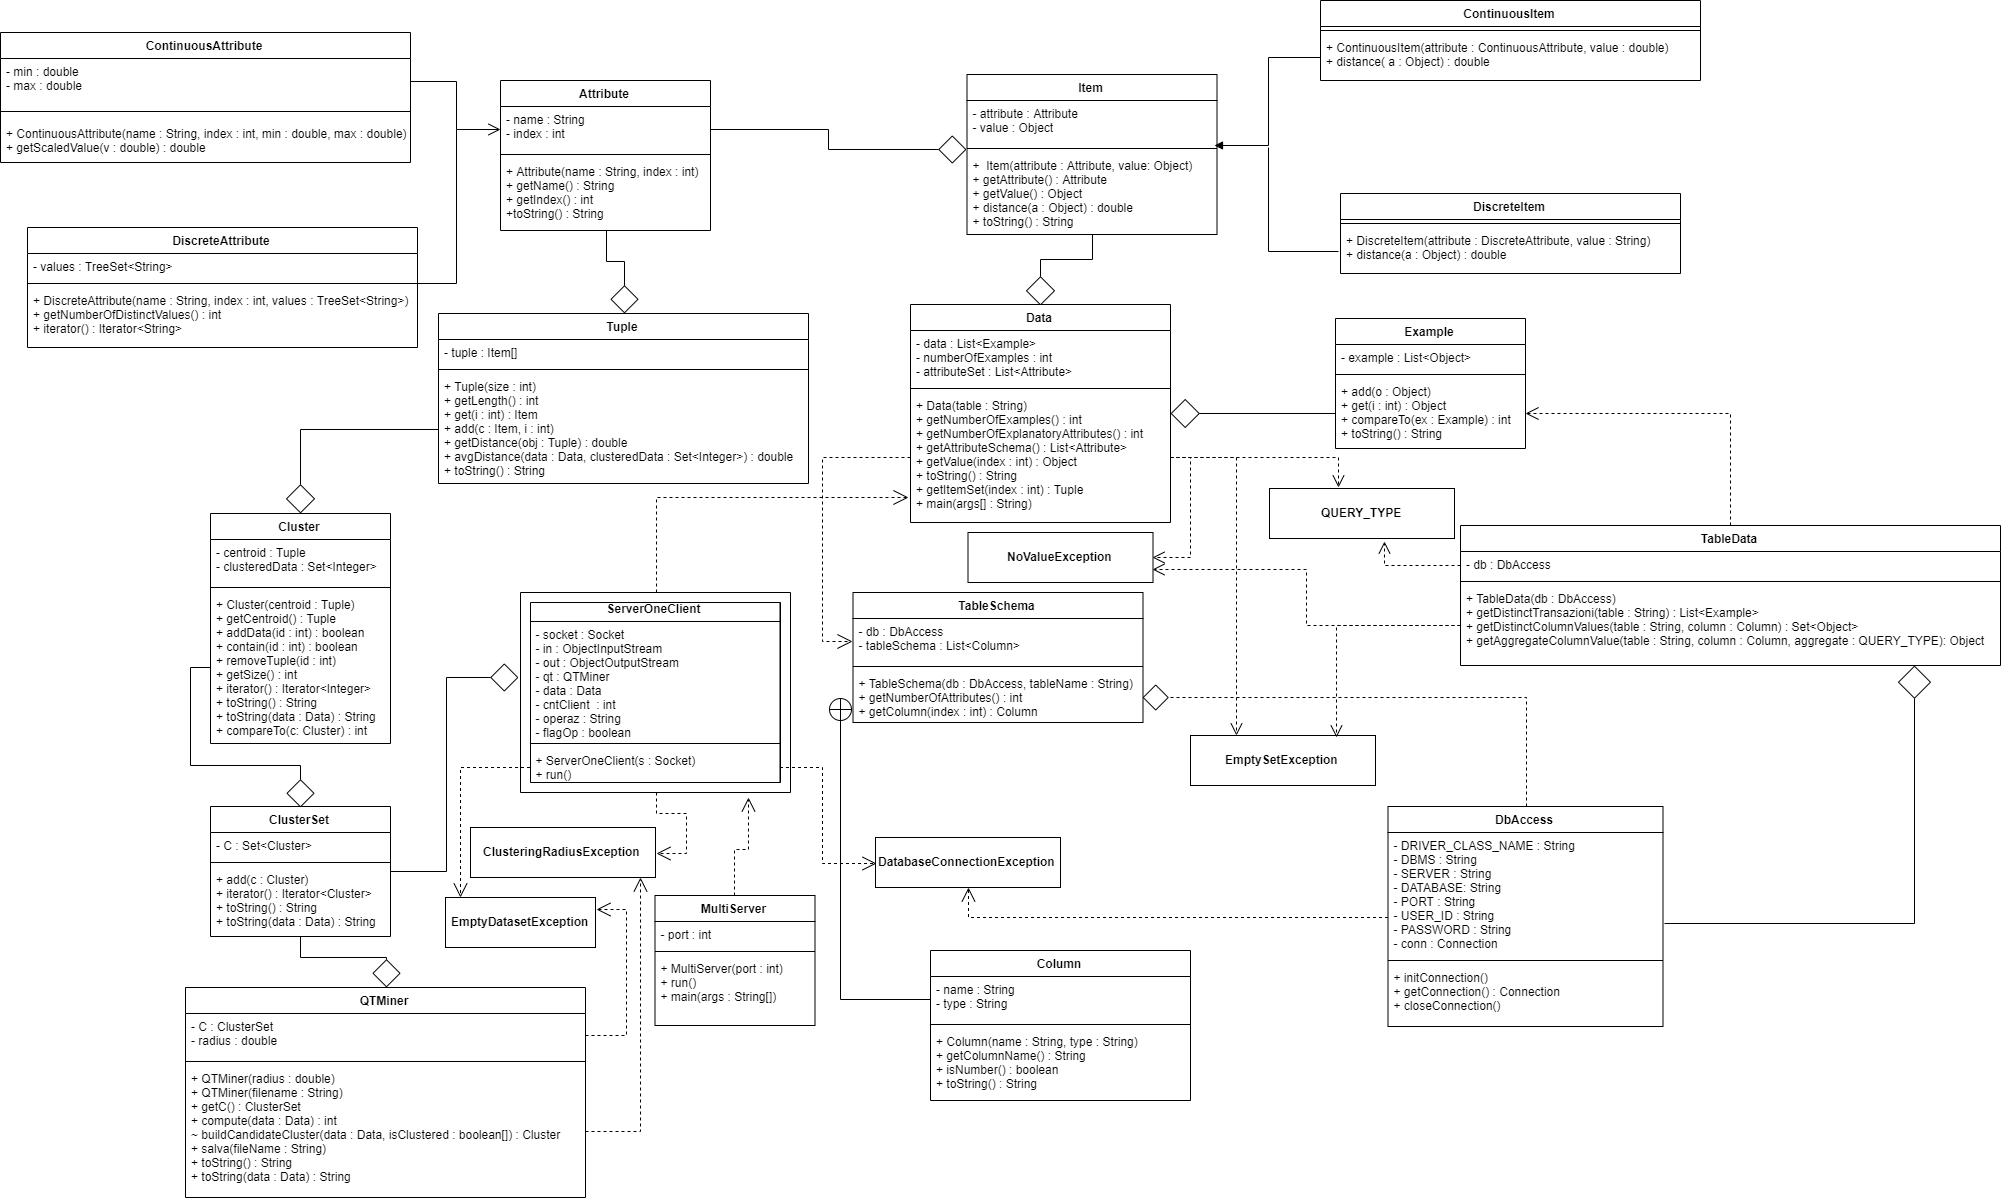 ContinuousAttribute
- min : double
- max : double
+ ContinuousAttribute(name : String, index : int, min : double, max : double)
+ getScaledValue(v : double) : double
Attribute
- name : String
- index : int
+ Attribute(name : String, index : int)
+ getName() : String
+ getIndex() : int
+toString() : String
Item
- attribute : Attribute
- value : Object
+  Item(attribute : Attribute, value: Object)
+ getAttribute() : Attribute
+ getValue() : Object
+ distance(a : Object) : double
+ toString() : String
ContinuousItem
+ ContinuousItem(attribute : ContinuousAttribute, value : double)
+ distance( a : Object) : double
DiscreteItem
+ DiscreteItem(attribute : DiscreteAttribute, value : String)
+ distance(a : Object) : double
DiscreteAttribute
- values : TreeSet<String>
+ DiscreteAttribute(name : String, index : int, values : TreeSet<String>)
+ getNumberOfDistinctValues() : int
+ iterator() : Iterator<String>
Tuple
- tuple : Item[]
+ Tuple(size : int)
+ getLength() : int
+ get(i : int) : Item
+ add(c : Item, i : int)
+ getDistance(obj : Tuple) : double
+ avgDistance(data : Data, clusteredData : Set<Integer>) : double
+ toString() : String
Data
- data : List<Example>
- numberOfExamples : int
- attributeSet : List<Attribute>
+ Data(table : String)
+ getNumberOfExamples() : int
+ getNumberOfExplanatoryAttributes() : int
+ getAttributeSchema() : List<Attribute>
+ getValue(index : int) : Object
+ toString() : String
+ getItemSet(index : int) : Tuple
+ main(args[] : String)
Example
- example : List<Object>
+ add(o : Object)
+ get(i : int) : Object
+ compareTo(ex : Example) : int
+ toString() : String
QUERY_TYPE
NoValueException
TableData
- db : DbAccess
+ TableData(db : DbAccess)
+ getDistinctTransazioni(table : String) : List<Example>
+ getDistinctColumnValues(table : String, column : Column) : Set<Object>
+ getAggregateColumnValue(table : String, column : Column, aggregate : QUERY_TYPE): Object
Cluster
- centroid : Tuple
- clusteredData : Set<Integer>
+ Cluster(centroid : Tuple)
+ getCentroid() : Tuple
+ addData(id : int) : boolean
+ contain(id : int) : boolean
+ removeTuple(id : int)
+ getSize() : int
+ iterator() : Iterator<Integer>
+ toString() : String
+ toString(data : Data) : String
+ compareTo(c: Cluster) : int
ServerOneClient
- socket : Socket
- in : ObjectInputStream
- out : ObjectOutputStream
- qt : QTMiner
- data : Data
- cntClient  : int
- operaz : String
- flagOp : boolean
+ ServerOneClient(s : Socket)
+ run()
TableSchema
- db : DbAccess
- tableSchema : List<Column>
+ TableSchema(db : DbAccess, tableName : String)
+ getNumberOfAttributes() : int
+ getColumn(index : int) : Column
EmptySetException
ClusterSet
- C : Set<Cluster>
+ add(c : Cluster)
+ iterator() : Iterator<Cluster>
+ toString() : String
+ toString(data : Data) : String
ClusteringRadiusException
EmptyDatasetException
DatabaseConnectionException
MultiServer
- port : int
+ MultiServer(port : int)
+ run()
+ main(args : String[])
DbAccess
- DRIVER_CLASS_NAME : String
- DBMS : String
- SERVER : String
- DATABASE: String
- PORT : String
- USER_ID : String
- PASSWORD : String
- conn : Connection
+ initConnection()
+ getConnection() : Connection
+ closeConnection()
Column
- name : String
- type : String
+ Column(name : String, type : String)
+ getColumnName() : String
+ isNumber() : boolean
+ toString() : String
QTMiner
- C : ClusterSet
- radius : double
+ QTMiner(radius : double)
+ QTMiner(filename : String)
+ getC() : ClusterSet
+ compute(data : Data) : int
~ buildCandidateCluster(data : Data, isClustered : boolean[]) : Cluster
+ salva(fileName : String)
+ toString() : String
+ toString(data : Data) : String